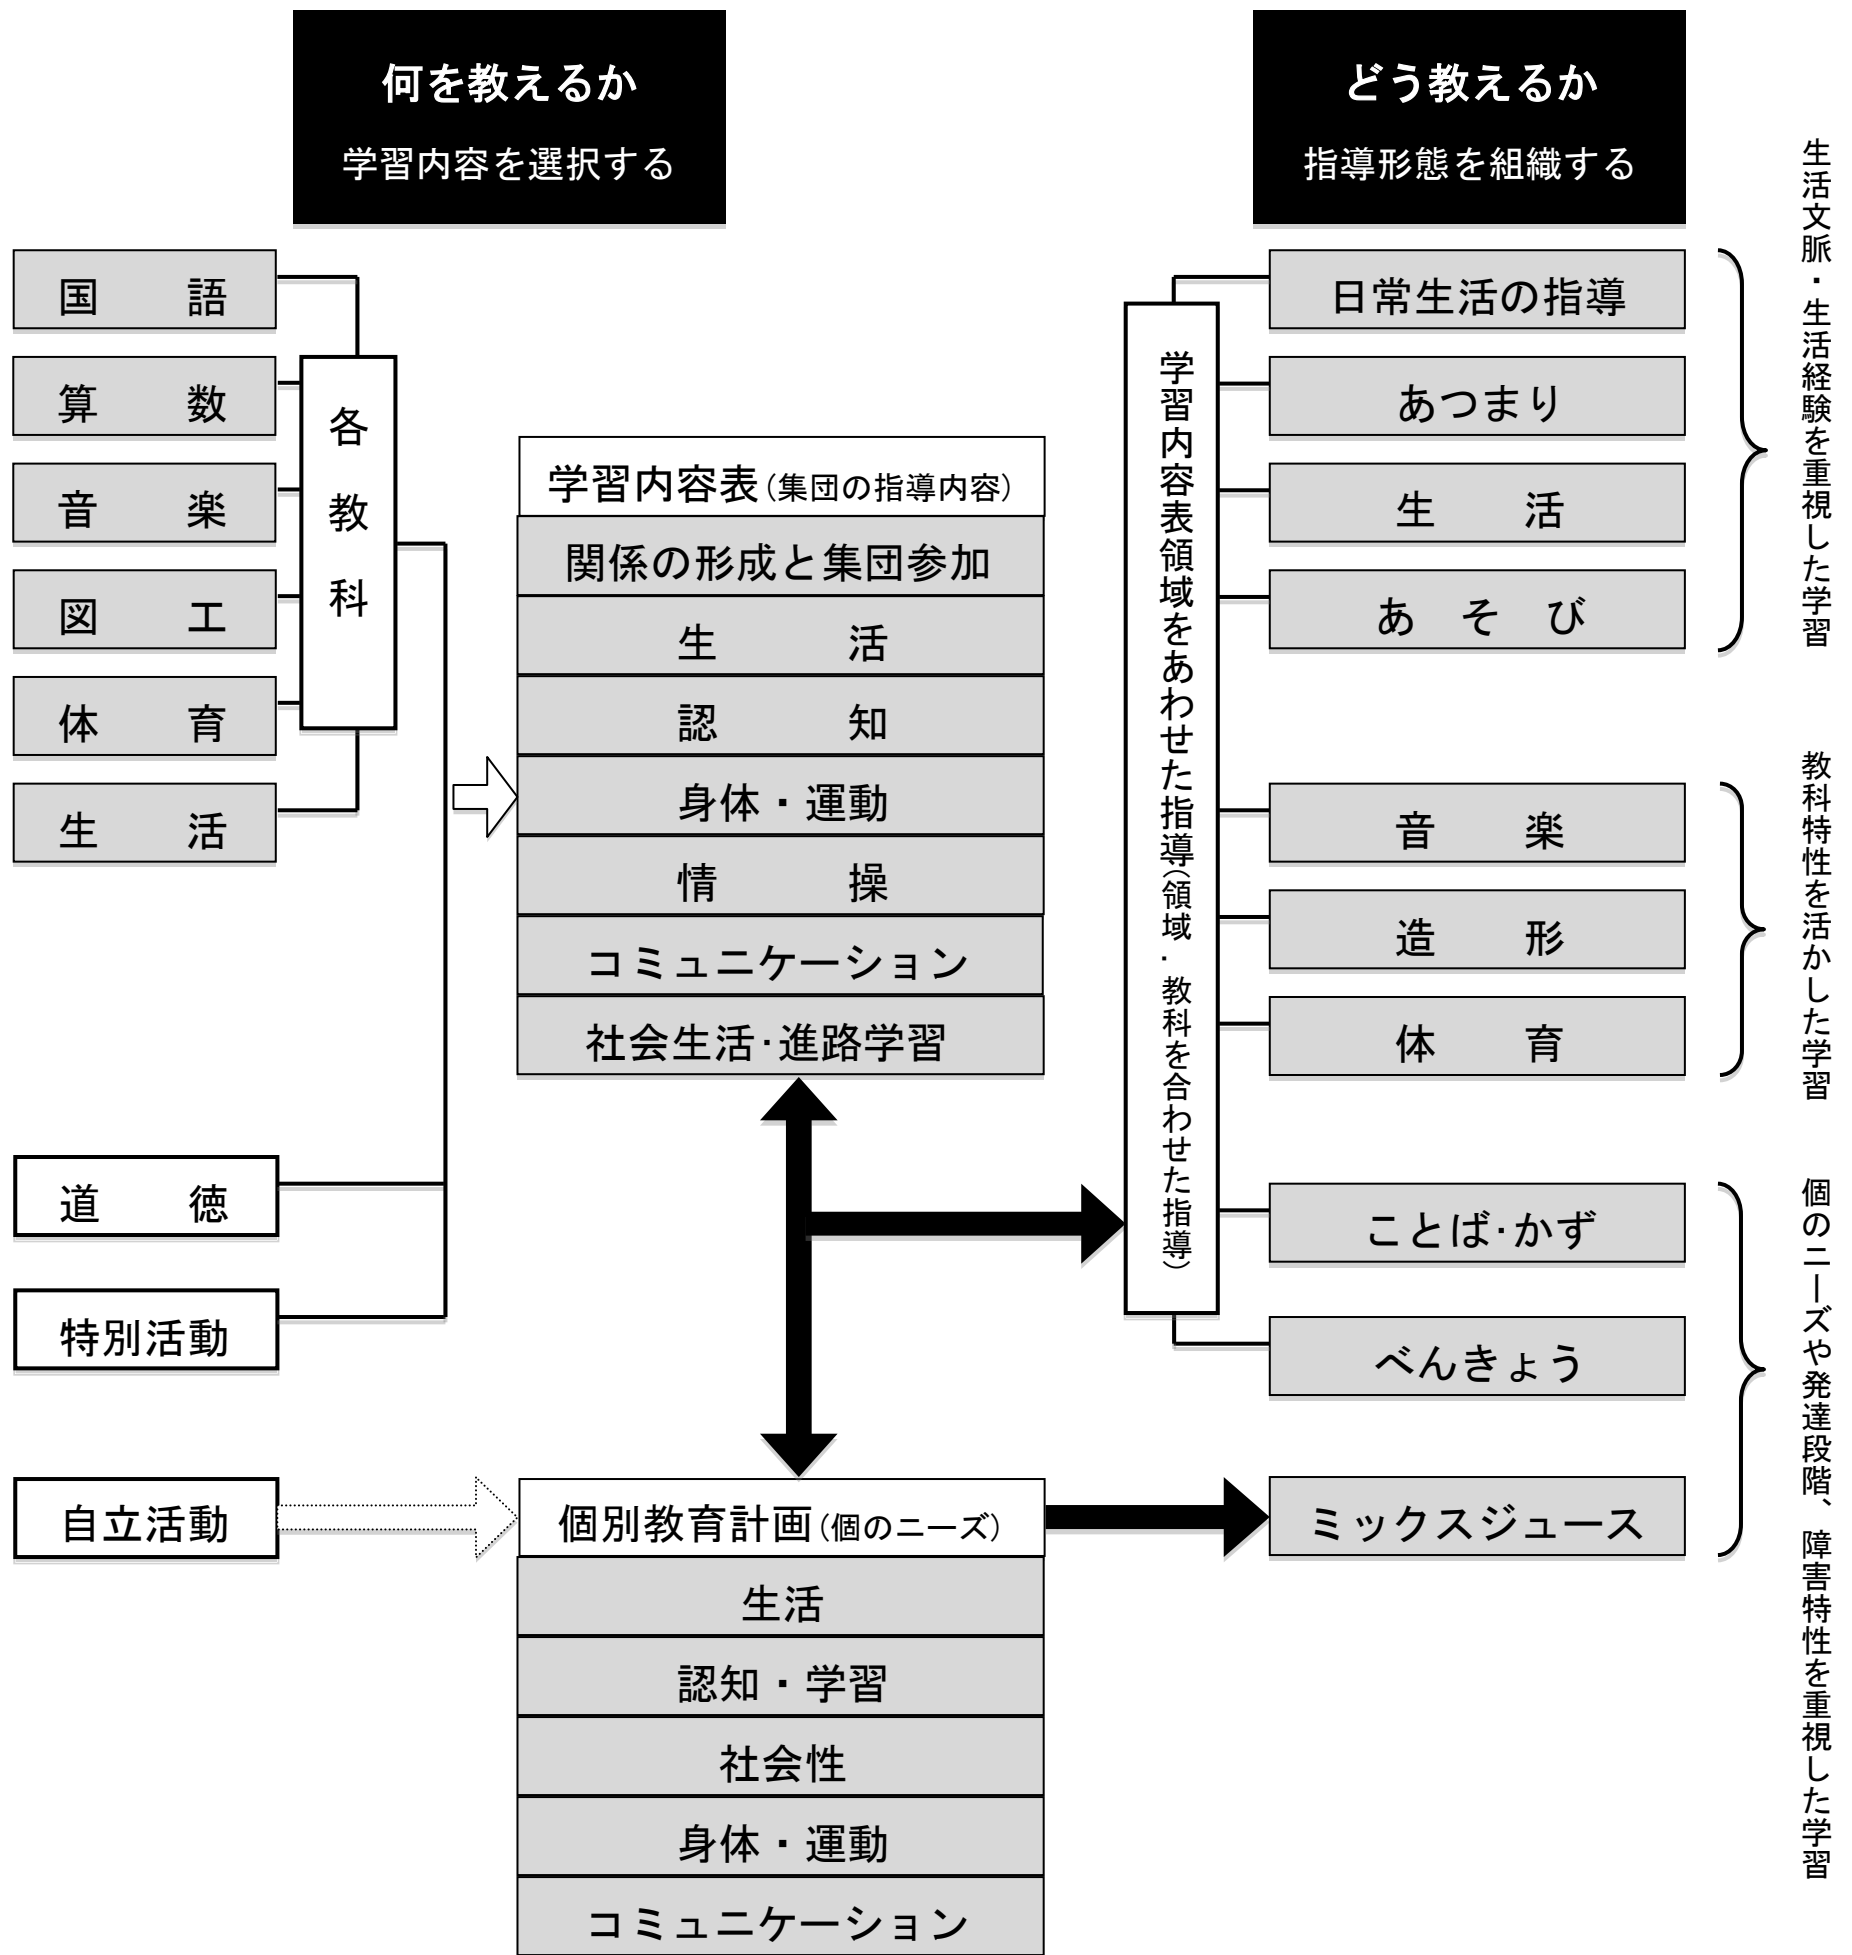 何を教えるか
学習内容を選択する
どう教えるか
指導形態を組織する
国語
算数
音楽
図工
体育
生活
各教科
道徳
特別活動
自立活動
学習内容表(集団の指導内容)
関係の形成と集団参加
生活
認知
身体・運動
情操
コミュニケーション
社会生活・進路学習
個別教育計画(個のニーズ)
生活
認知・学習
社会性
身体・運動
コミュニケーション
学習内容表領域をあわせた指導(領域・教科を合わせた指導)
日常生活の指導
あつまり
生活
あそび
音楽
造形
体育
ことば・かず
べんきょう
ミックスジュース
生活文脈・生活経験を重視した学習
教科特性を活かした学習
個のニーズや発達段階、障害特性を重視した学習